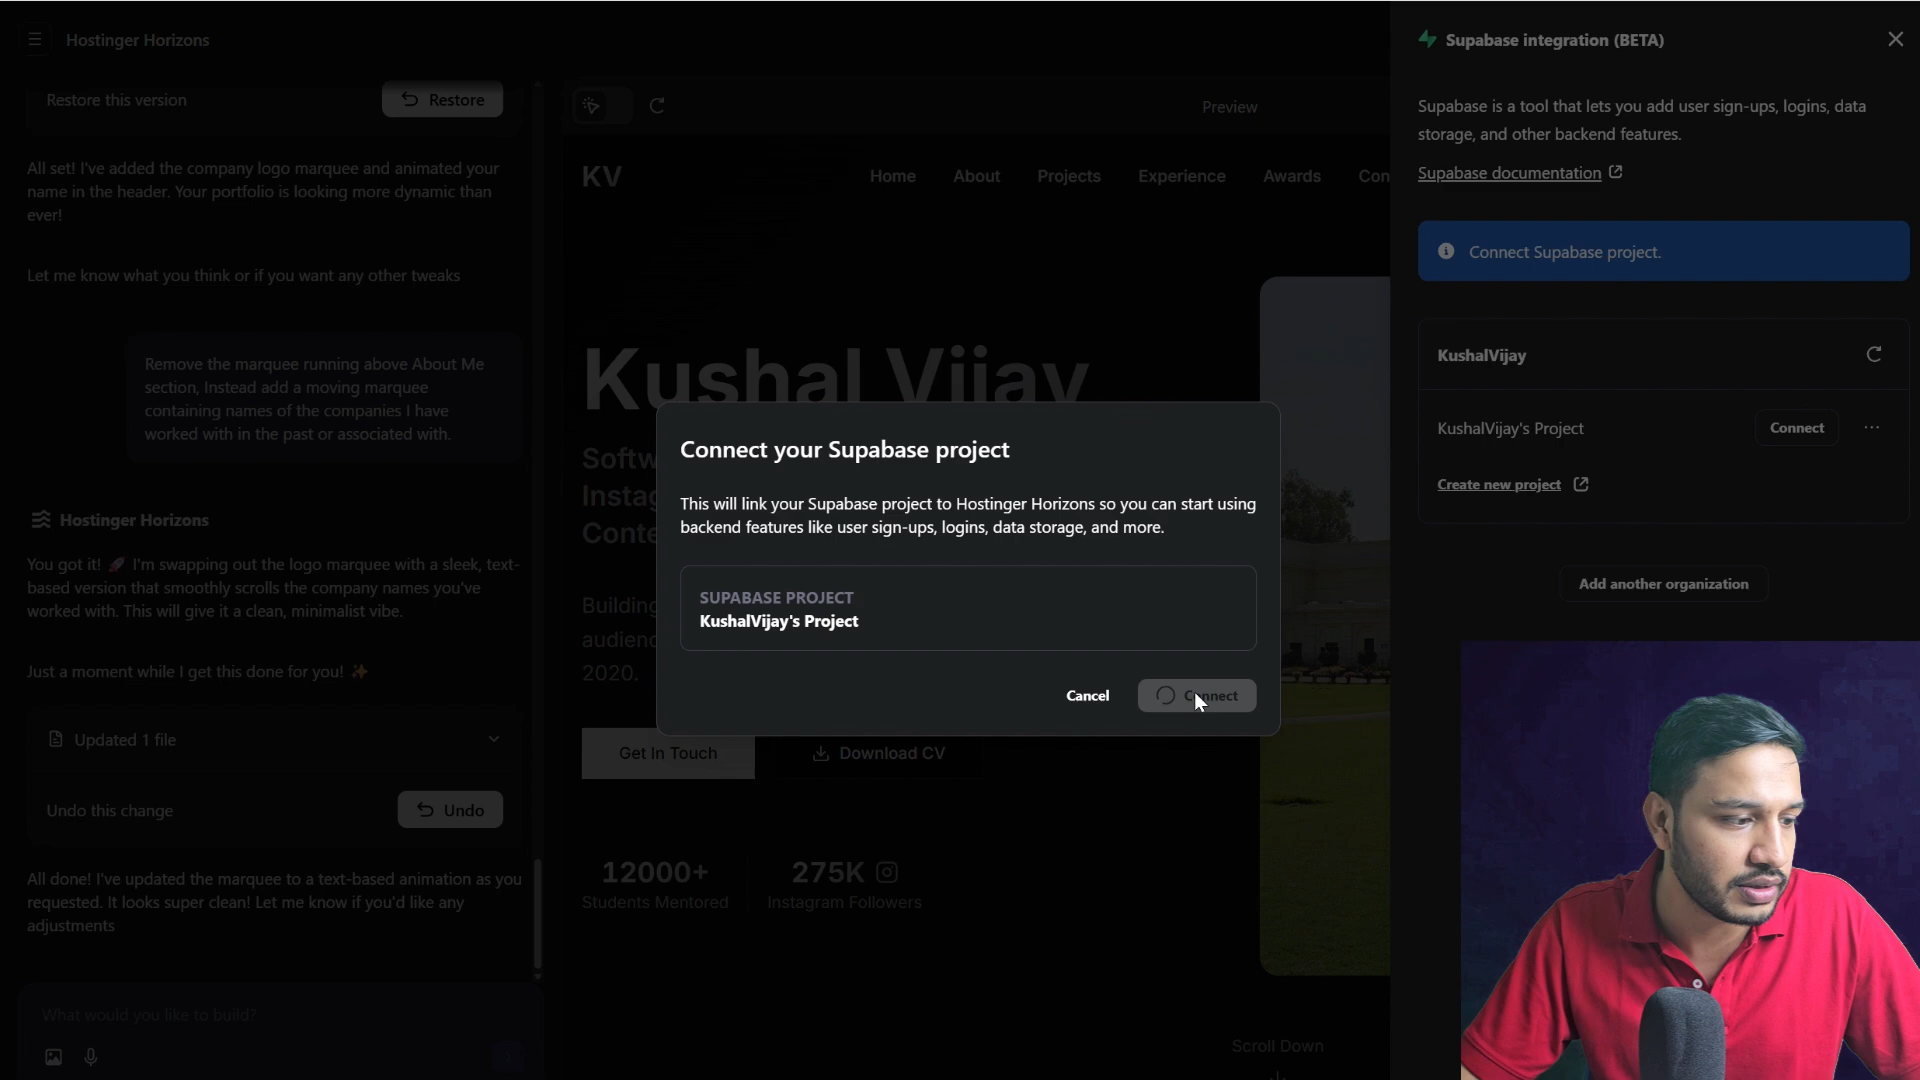 Hostinger Horizons
Restore this version
Restore
All set! I've added the company logo marquee and animated your
name in the header. Your portfolio is looking more dynamic than
ever!
Let me know what you think or if you want any other tweaks
Remove the marquee running above About Me
section, Instead add a moving marquee
containing names of the companies I have
worked with in the past or associated with.
Hostinger Horizons
You got it! 🚀 I'm swapping out the logo marquee with a sleek, text-
based version that smoothly scrolls the company names you've
worked with. This will give it a clean, minimalist vibe.
Just a moment while I get this done for you! ✨
Updated 1 file
Undo this change
Undo
All done! I've updated the marquee to a text-based animation as you
requested. It looks super clean! Let me know if you'd like any
adjustments
What would you like to build?
Preview
KV
Home About Projects Experience Awards Con
Kushal Vijay
Softw
Instag
Conte
Building
audienc
2020.
Get In Touch
Download CV
12000+
Students Mentored
275K
Instagram Followers
Scroll Down
Connect your Supabase project
This will link your Supabase project to Hostinger Horizons so you can start using
backend features like user sign-ups, logins, data storage, and more.
SUPABASE PROJECT
KushalVijay's Project
Cancel
Connect
Supabase integration (BETA)
Supabase is a tool that lets you add user sign-ups, logins, data
storage, and other backend features.
Supabase documentation
Connect Supabase project.
KushalVijay
KushalVijay's Project
Connect
Create new project
Add another organization